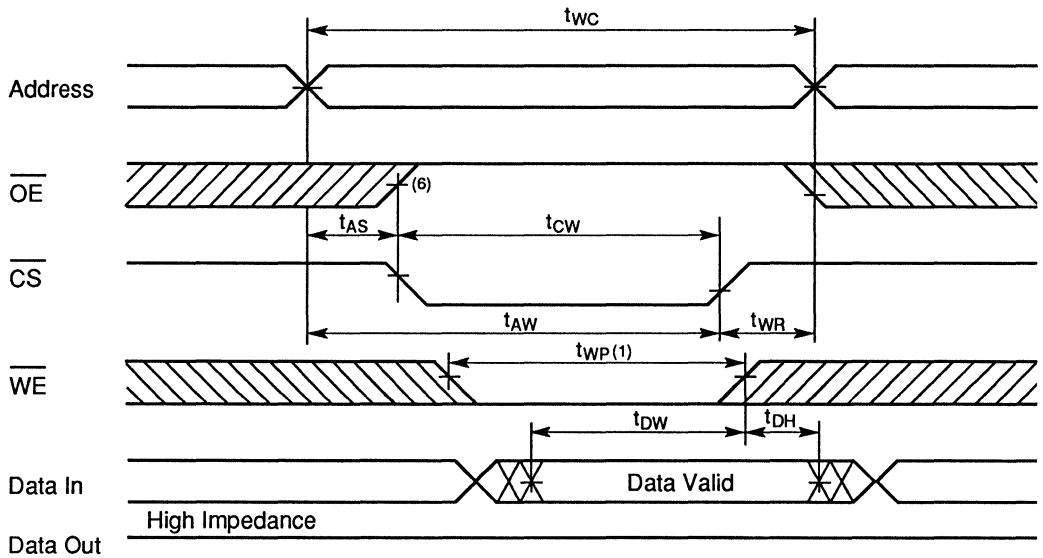 tWC
Address
OE
(6)
tAS
tCW
CS
tAW
tWR
tWP(1)
WE
tDW
tDH
Data In
Data Valid
High Impedance
Data Out